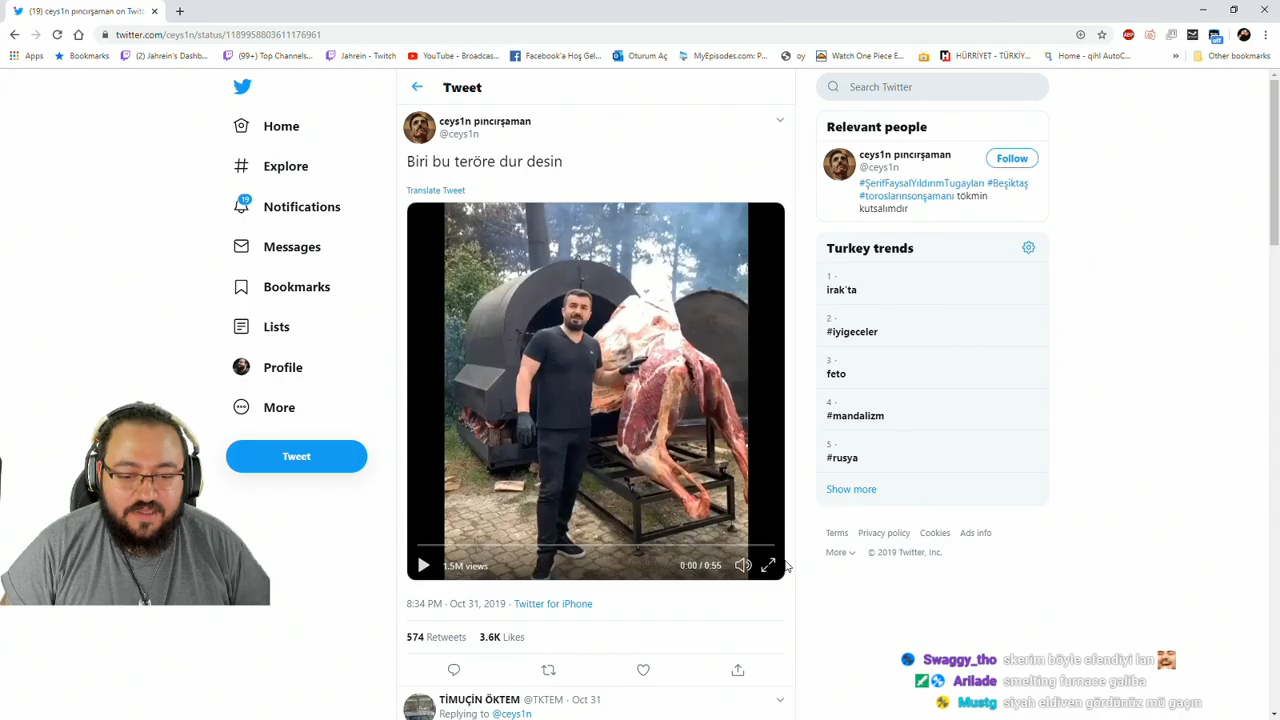 (19) ceys1n pıncırşaman on Twitt
twitter.com/ceys1n/status/1189958803611176961
Apps
Bookmarks
(2) Jahrein's Dashb...
(99+) Top Channels...
Jahrein - Twitch
YouTube - Broadcas...
Facebook'a Hoş Gel...
Oturum Aç
MyEpisodes.com: P...
oy
Watch One Piece E...
HÜRRİYET - TÜRKİY...
Home - qihl AutoC...
»
Other bookmarks
Home
Explore
19
Notifications
Messages
Bookmarks
Lists
Profile
More
Tweet
Tweet
ceys1n pıncırşaman
@ceys1n
Biri bu teröre dur desin
Translate Tweet
1.5M views
0:00 / 0:55
8:34 PM · Oct 31, 2019 · Twitter for iPhone
574 Retweets 3.6K Likes
TİMUÇİN ÖKTEM @TKTEM · Oct 31
Replying to @ceys1n
Search Twitter
Relevant people
ceys1n pıncırşaman
@ceys1n
Follow
#ŞerifFaysalYıldırımTugayları #Beşiktaş
#toroslarınsonşamanı tökmin
kutsalımdır
Turkey trends
1 ·
irak`ta
2 ·
#iyigeceler
3 ·
feto
4 ·
#mandalizm
5 ·
#rusya
Show more
Terms Privacy policy Cookies Ads info
More © 2019 Twitter, Inc.
Swaggy_tho skerim böyle efendiyi lan
Arilade smelting furnace galiba
Mustg siyah eldiven gördünüz mü gaçın